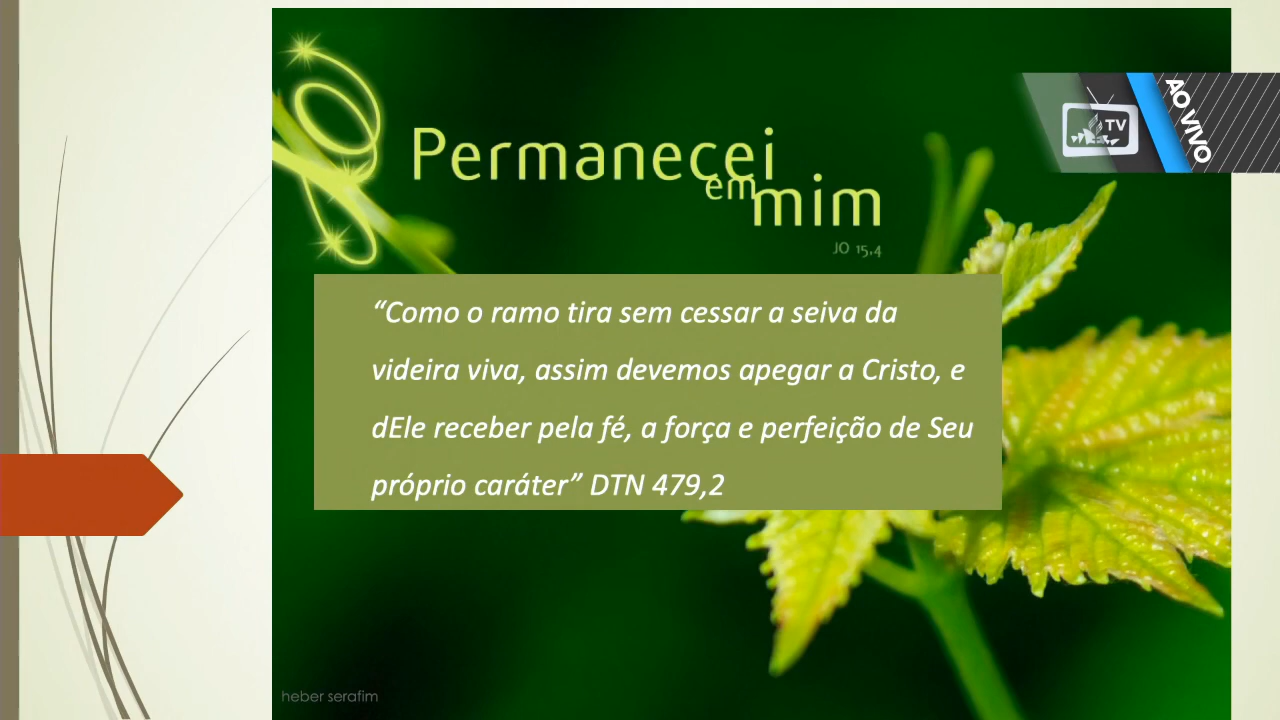 Permanecei
em
mim
JO 15,4
TV
AO VIVO
“Como o ramo tira sem cessar a seiva da
videira viva, assim devemos apegar a Cristo, e
dEle receber pela fé, a força e perfeição de Seu
próprio caráter” DTN 479,2
heber serafim